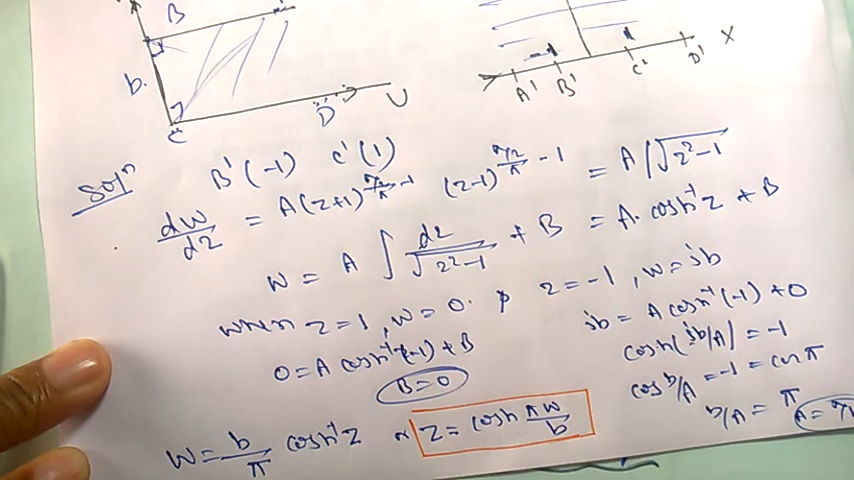 B
b.
C
D
U
-1
1
A' B' C' D' X
Solⁿ B'(-1) C'(1)
dw/dz = A(z+1)^{π/2/π - 1} (z-1)^{π/2/π - 1} = A/√z²-1
w = A ∫ dz/√z²-1 + B = A. cosh⁻¹z + B
when z=1, w=0. & z=-1, w=ib
0 = A cosh⁻¹(-1) + B
B=0
ib = A cosh⁻¹(-1) + 0
cosh(ib/A) = -1
cos b/A = -1 = cos π
b/A = π
w = b/π cosh⁻¹z
z = cosh πw/b